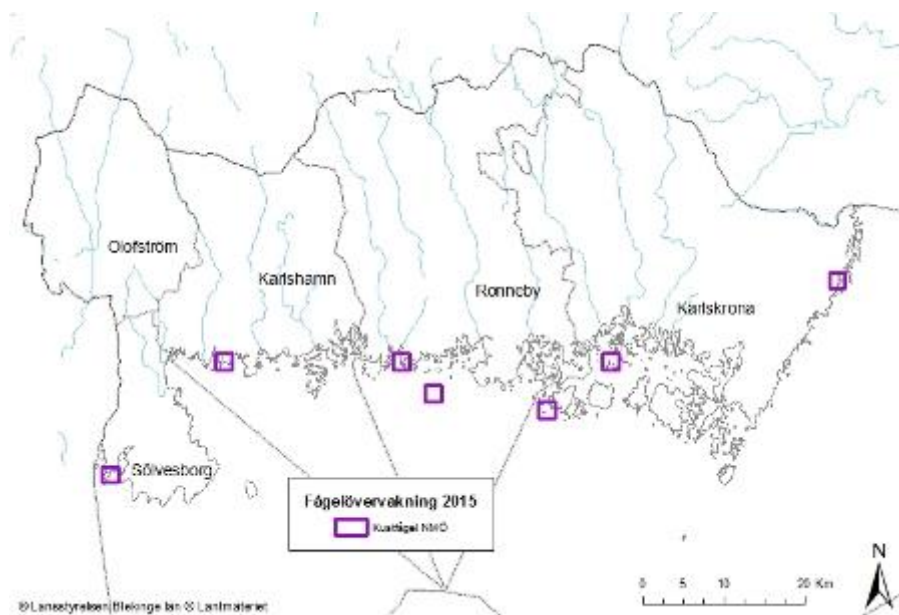 Olofström
Karlshamn
Ronneby
Karlskrona
Sölvesborg
Fågelövervakning 2015
Kustfågel NMÖ
N
0 5 10 20 Km
© Länsstyrelsen Blekinge län © Lantmäteriet